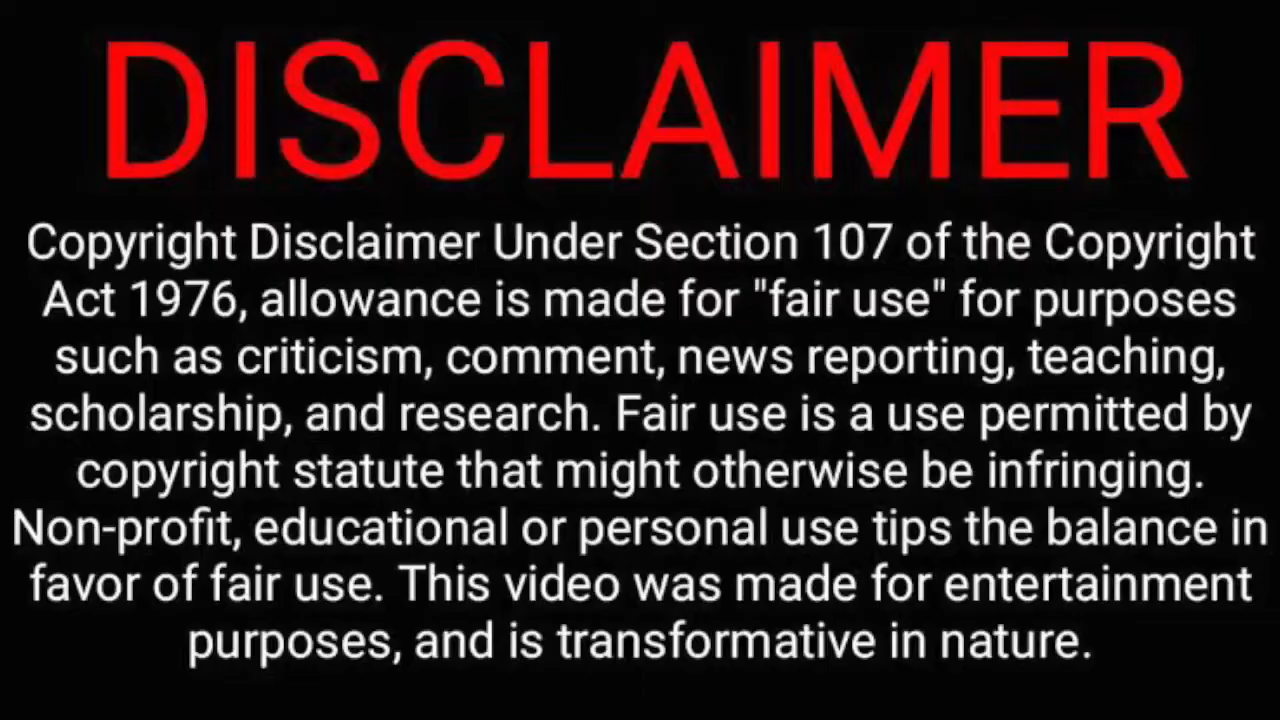 DISCLAIMER
Copyright Disclaimer Under Section 107 of the Copyright
Act 1976, allowance is made for "fair use" for purposes
such as criticism, comment, news reporting, teaching,
scholarship, and research. Fair use is a use permitted by
copyright statute that might otherwise be infringing.
Non-profit, educational or personal use tips the balance in
favor of fair use. This video was made for entertainment
purposes, and is transformative in nature.